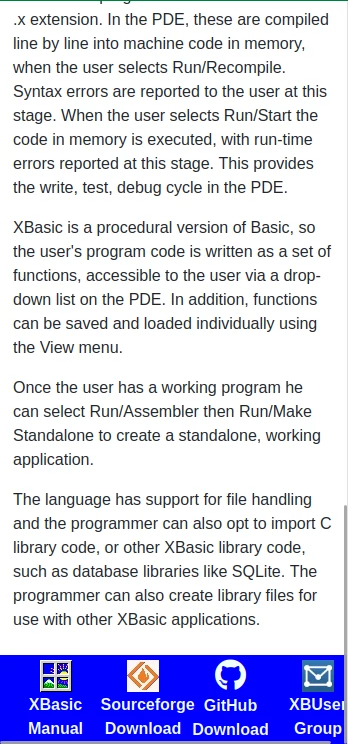 .x extension. In the PDE, these are compiled
line by line into machine code in memory,
when the user selects Run/Recompile.
Syntax errors are reported to the user at this
stage. When the user selects Run/Start the
code in memory is executed, with run-time
errors reported at this stage. This provides
the write, test, debug cycle in the PDE.
XBasic is a procedural version of Basic, so
the user's program code is written as a set of
functions, accessible to the user via a drop-
down list on the PDE. In addition, functions
can be saved and loaded individually using
the View menu.
Once the user has a working program he
can select Run/Assembler then Run/Make
Standalone to create a standalone, working
application.
The language has support for file handling
and the programmer can also opt to import C
library code, or other XBasic library code,
such as database libraries like SQLite. The
programmer can also create library files for
use with other XBasic applications.
XBasic Sourceforge GitHub XBUser
Manual Download Download Group